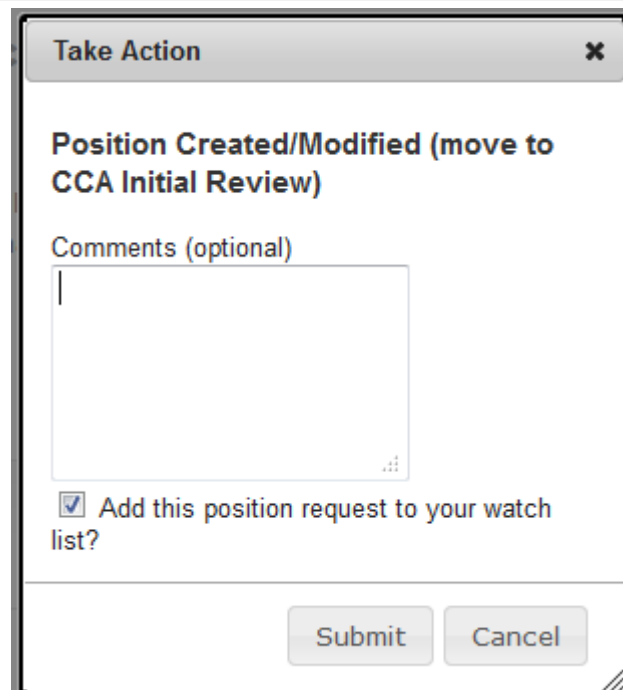 Take Action
Position Created/Modified (move to
CCA Initial Review)
Comments (optional)
Add this position request to your watch
list?
Submit Cancel